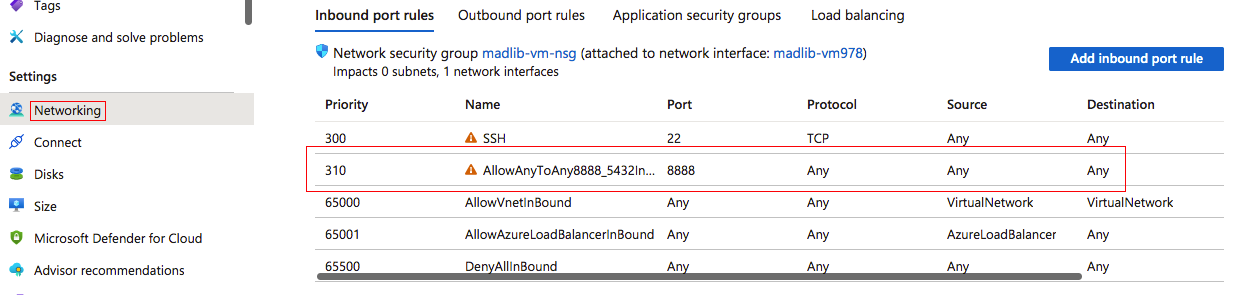 Tags
Diagnose and solve problems
Settings
Networking
Connect
Disks
Size
Microsoft Defender for Cloud
Advisor recommendations
Inbound port rules Outbound port rules Application security groups Load balancing
Network security group madlib-vm-nsg (attached to network interface: madlib-vm978)
Impacts 0 subnets, 1 network interfaces
Add inbound port rule
Priority Name Port Protocol Source Destination
300 SSH 22 TCP Any Any
310 AllowAnyToAny8888_5432In... 8888 Any Any Any
65000 AllowVnetInBound Any Any VirtualNetwork VirtualNetwork
65001 AllowAzureLoadBalancerInBound Any Any AzureLoadBalancer Any
65500 DenyAllInBound Any Any Any Any